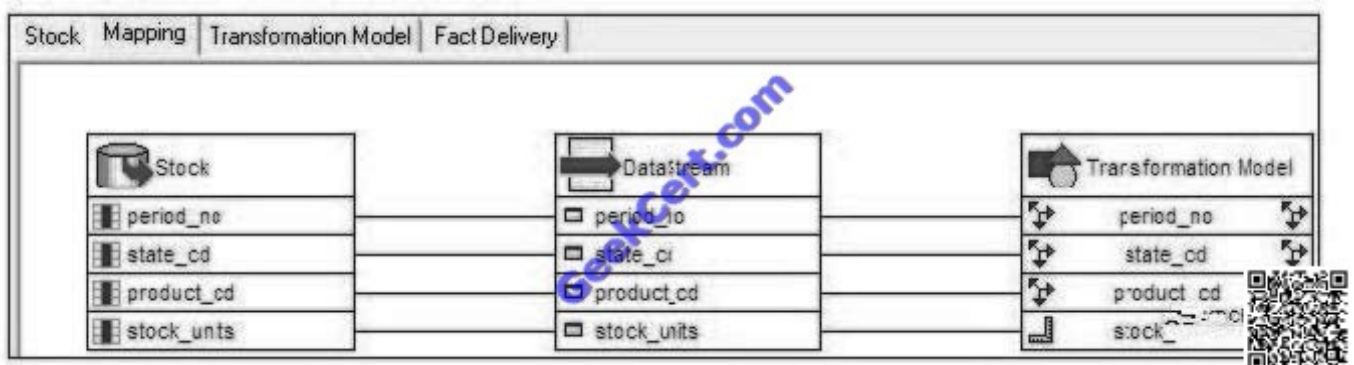 Stock Mapping Transformation Model Fact Delivery
GeekCert.com
Stock DataStream Transformation Model
period_no period_no period_no
state_cd state_cd
product_cd product_cd product_cd
stock_units stock_units stock_